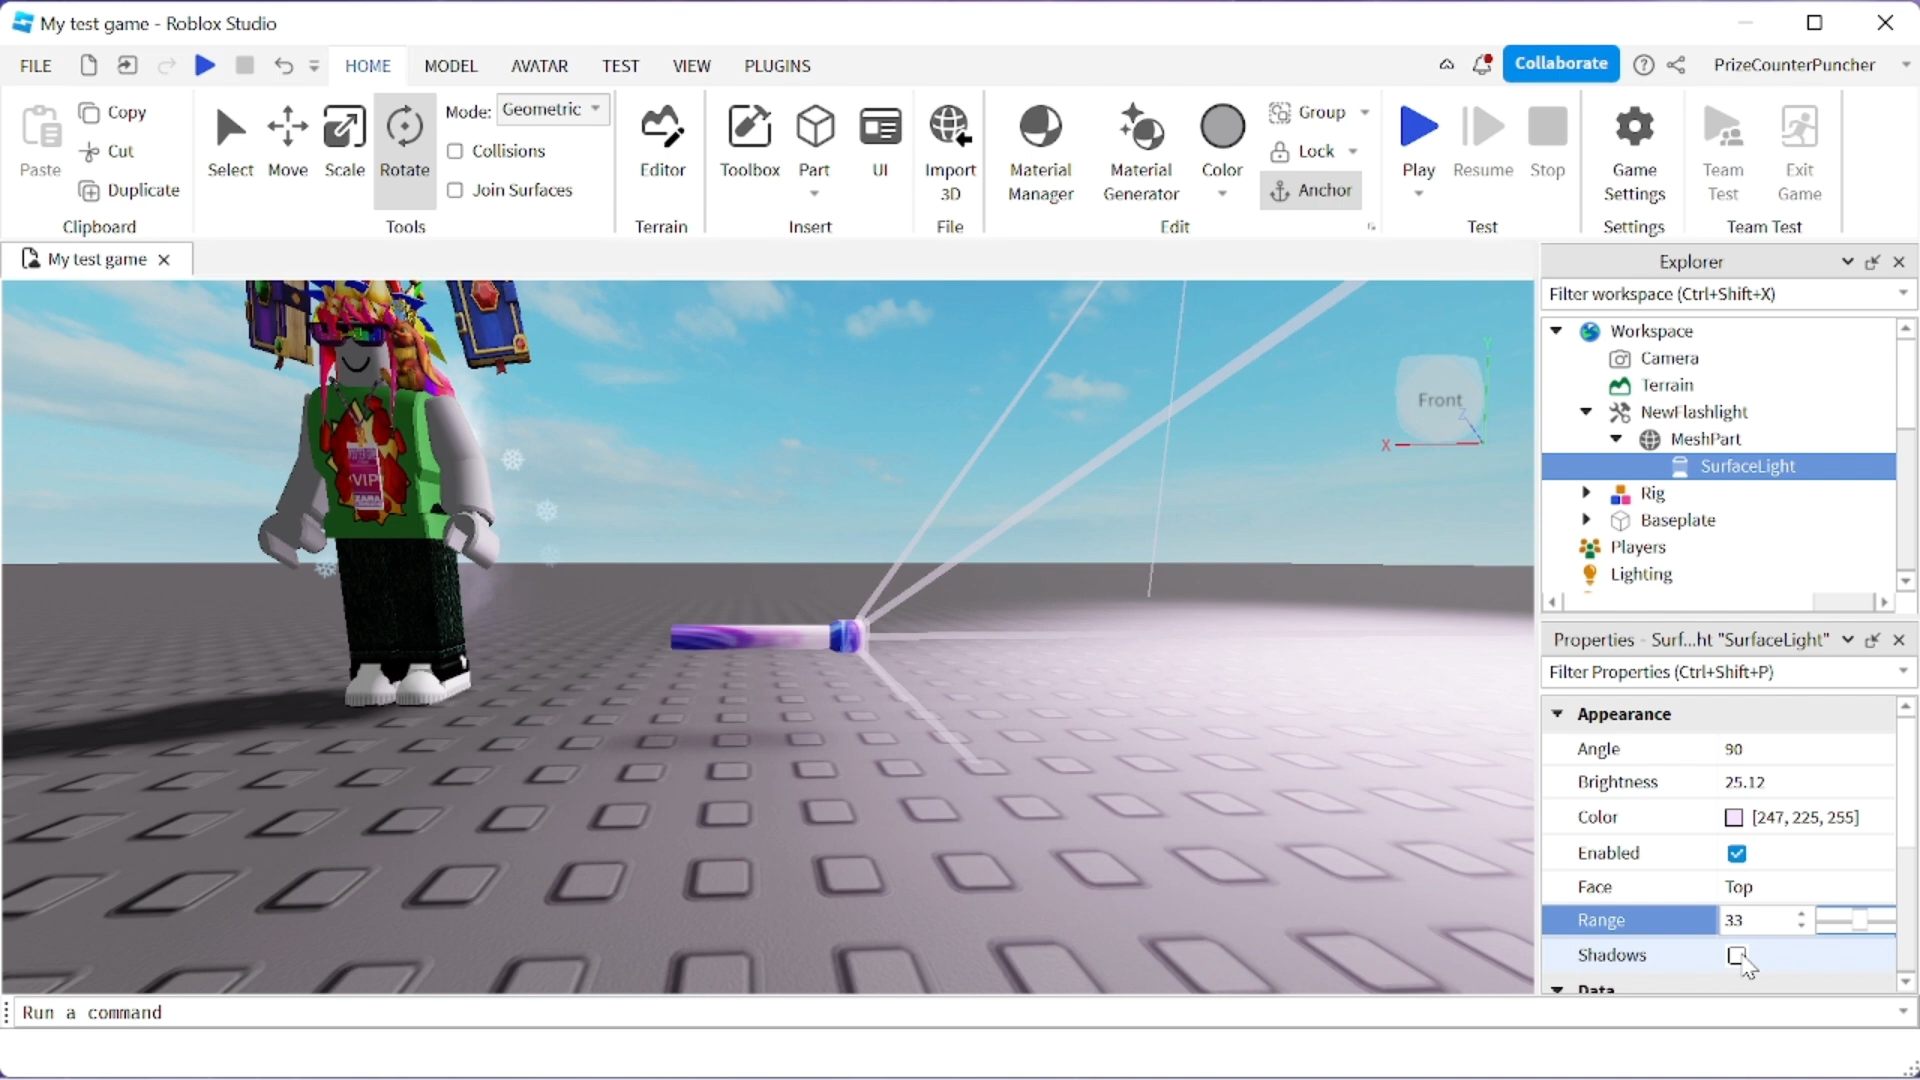 My test game - Roblox Studio
FILE HOME MODEL AVATAR TEST VIEW PLUGINS Collaborate PrizeCounterPuncher
Paste Copy Cut Duplicate
Clipboard
Select Move Scale Rotate Mode: Geometric
Collisions
Join Surfaces
Tools
Editor
Terrain
Toolbox Part UI
Insert
Import 3D
File
Material Manager Material Generator Color Group Lock Anchor
Edit
Play Resume Stop
Test
Game Settings
Settings
Team Test Exit Game
Team Test
My test game
VIP
Front
X
Y
Z
Explorer
Filter workspace (Ctrl+Shift+X)
Workspace
Camera
Terrain
NewFlashlight
MeshPart
SurfaceLight
Rig
Baseplate
Players
Lighting
Properties - Surf...ht "SurfaceLight"
Filter Properties (Ctrl+Shift+P)
Appearance
Angle 90
Brightness 25.12
Color [247, 225, 255]
Enabled
Face Top
Range 33
Shadows
Data
Run a command